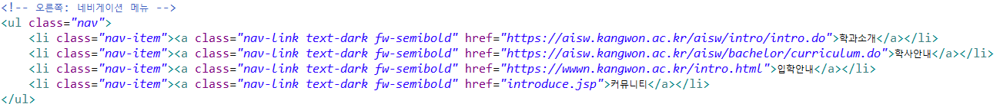 <!-- 오른쪽: 네비게이션 메뉴 -->
<ul class="nav">
    <li class="nav-item"><a class="nav-link text-dark fw-semibold" href="https://aisw.kangwon.ac.kr/aisw/intro/intro.do">학과소개</a></li>
    <li class="nav-item"><a class="nav-link text-dark fw-semibold" href="https://aisw.kangwon.ac.kr/aisw/bachelor/curriculum.do">학사안내</a></li>
    <li class="nav-item"><a class="nav-link text-dark fw-semibold" href="https://wwwn.kangwon.ac.kr/intro.html">입학안내</a></li>
    <li class="nav-item"><a class="nav-link text-dark fw-semibold" href="introduce.jsp">커뮤니티</a></li>
</ul>